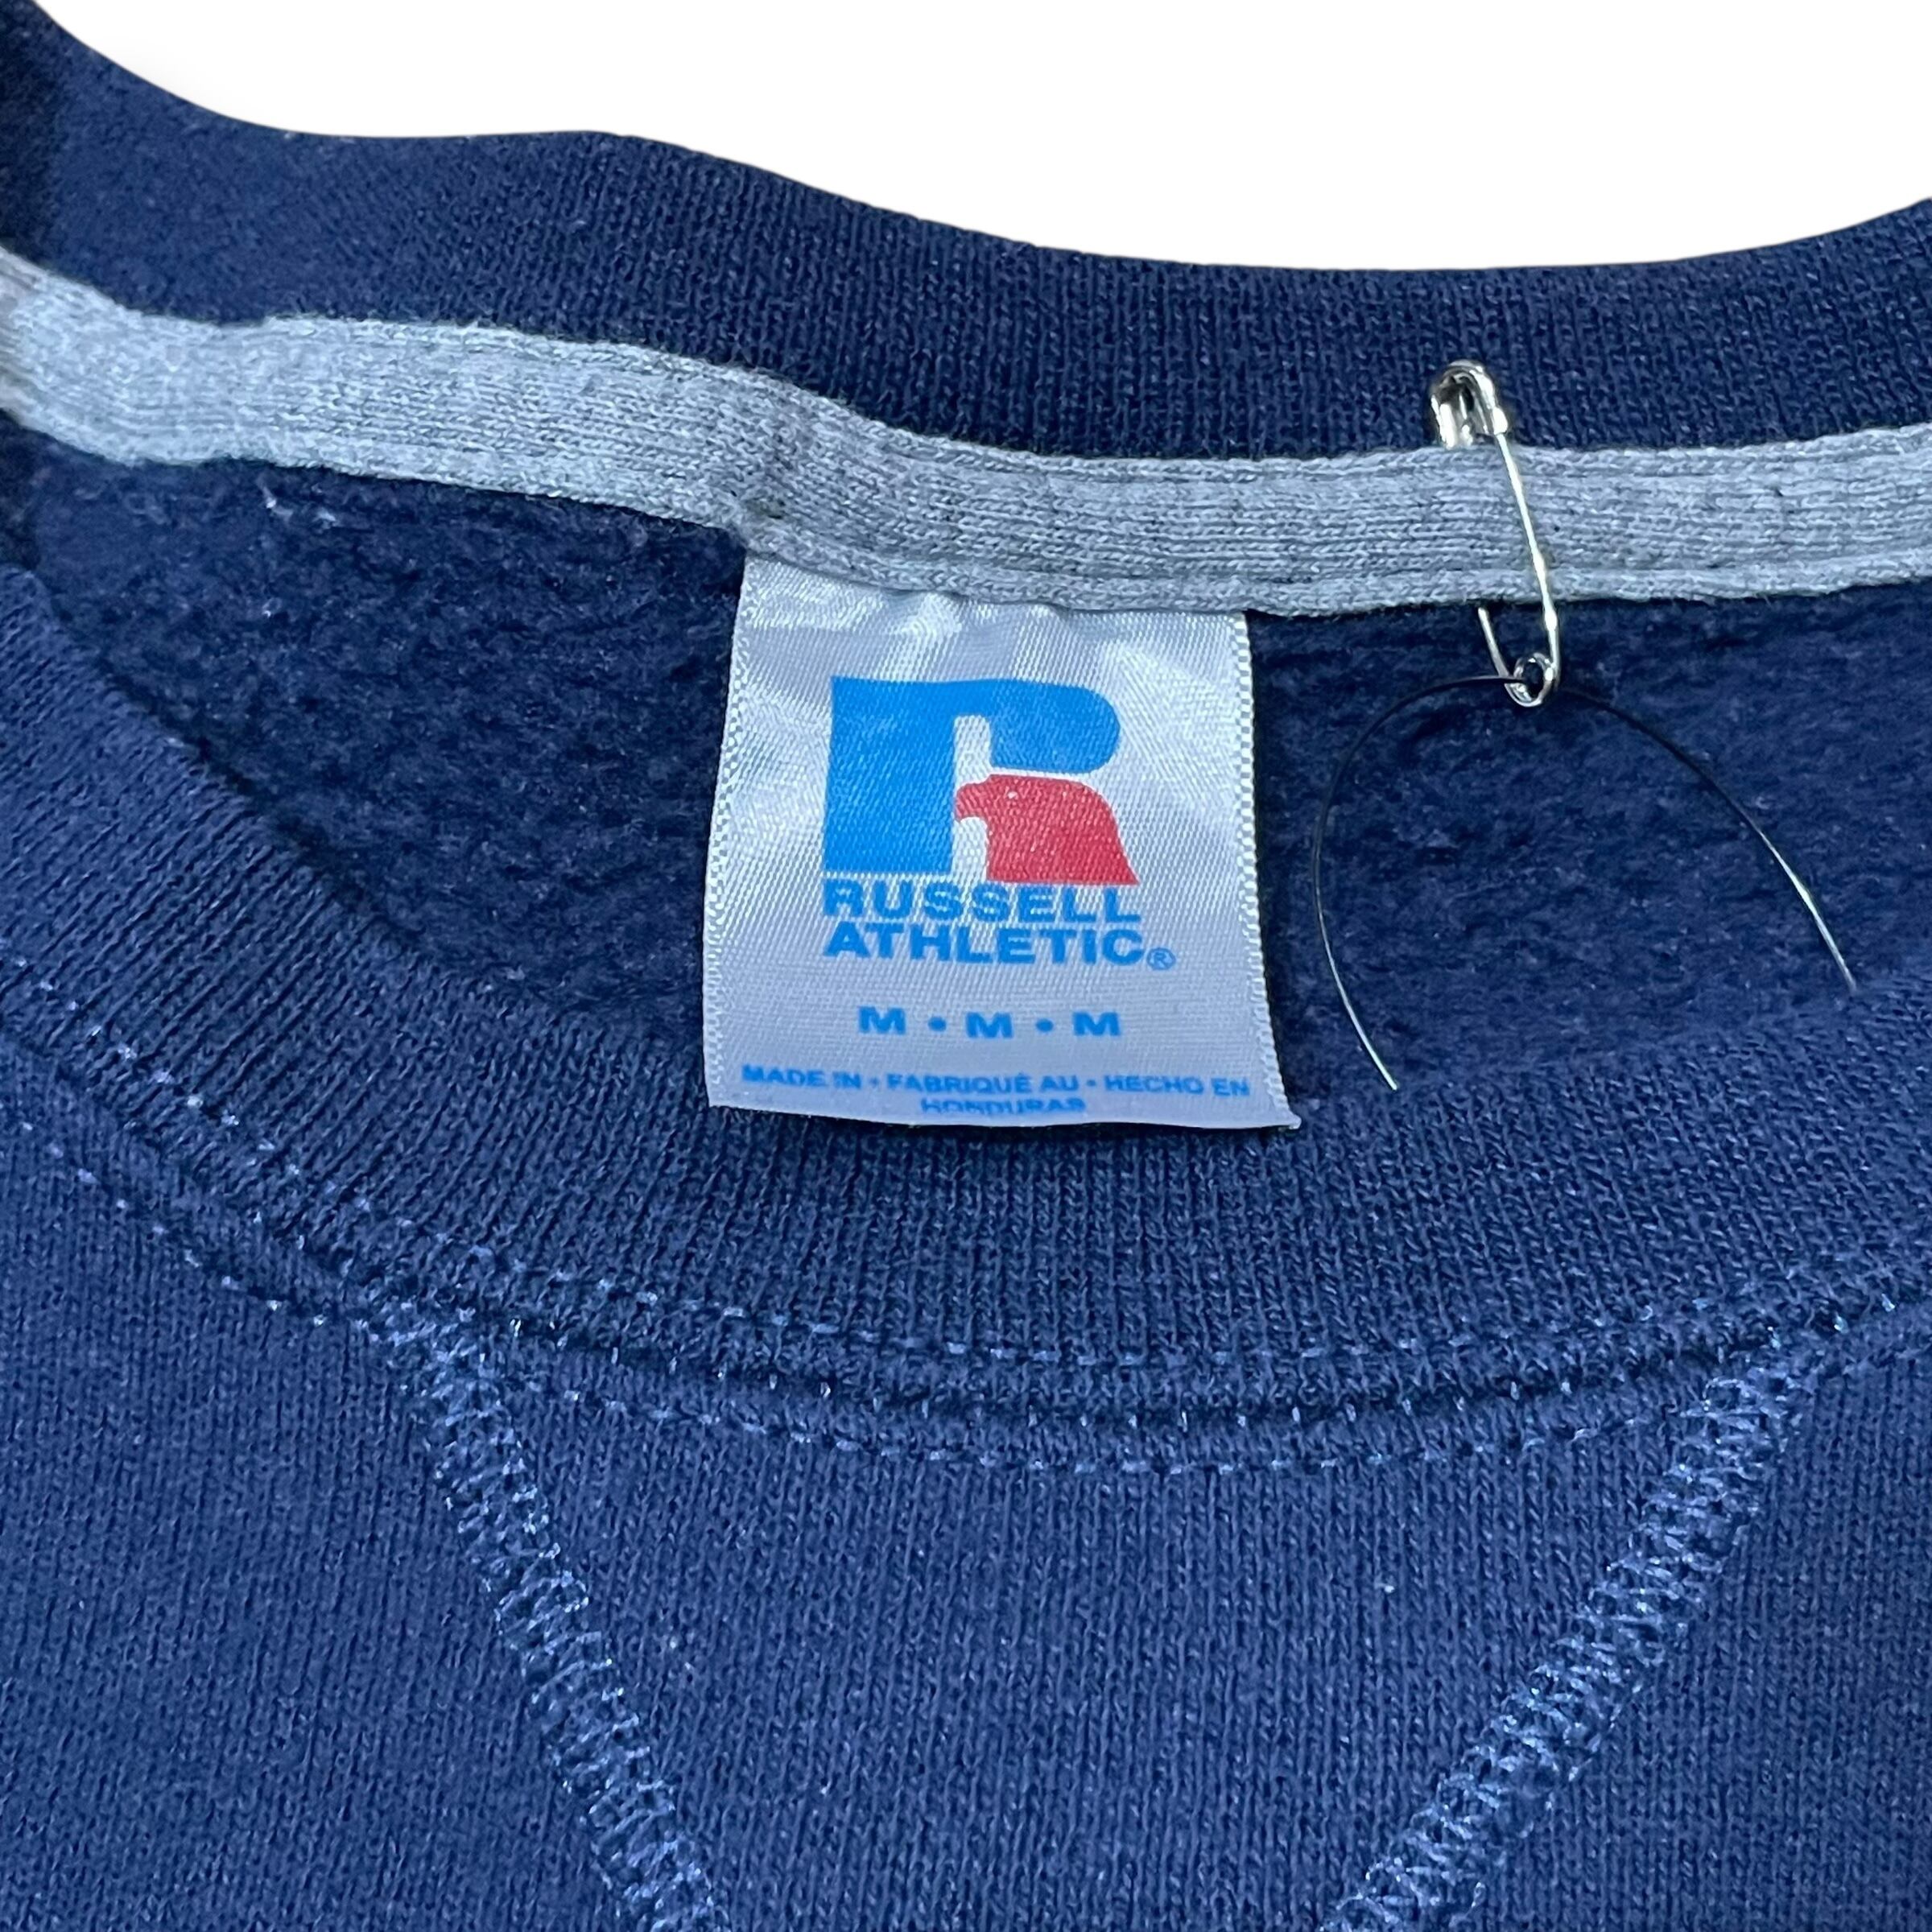 RUSSELL
ATHLETIC®
M • M • M
MADE IN • FABRIQUÉ AU • HECHO EN
HONDURAS